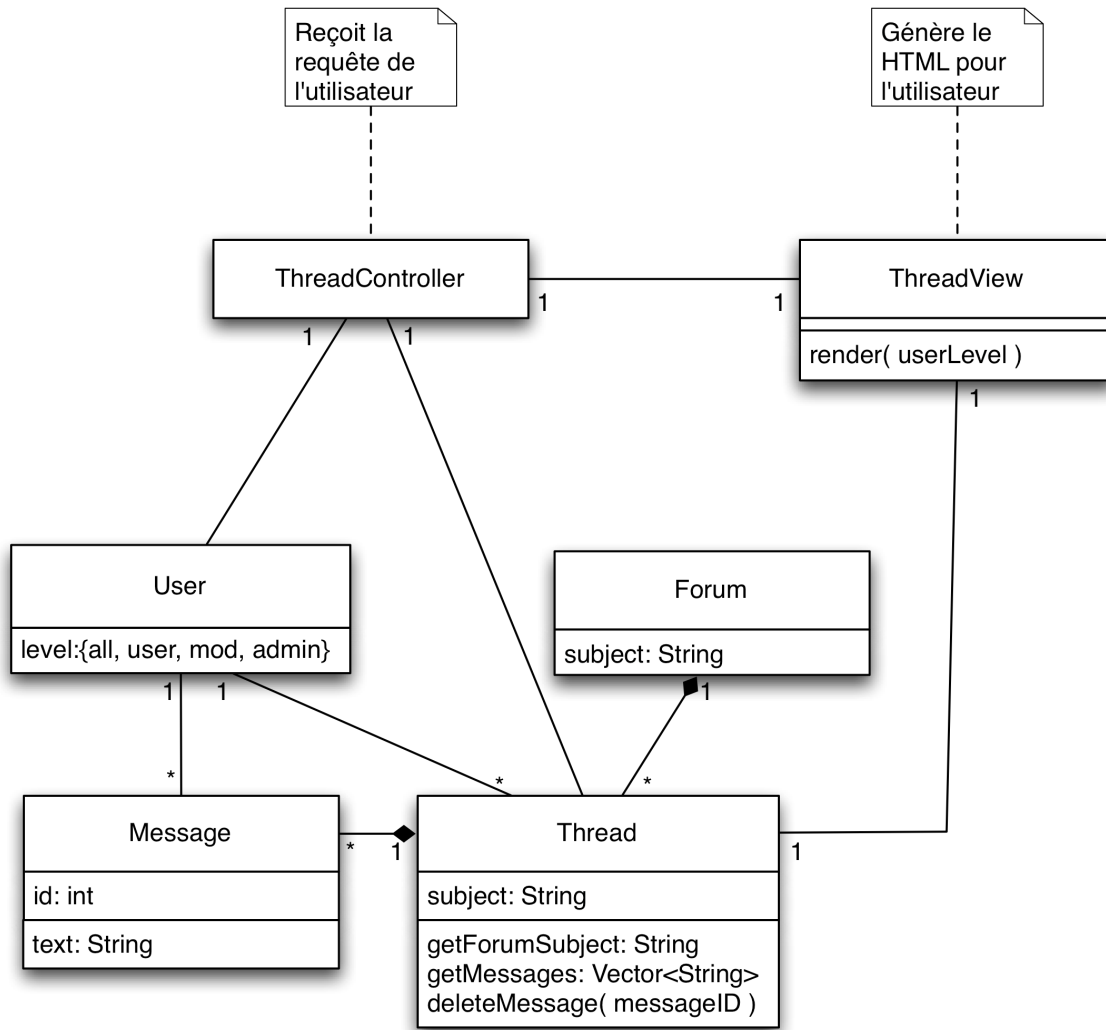 Reçoit la
requête de
l'utilisateur
Génère le
HTML pour
l'utilisateur
ThreadController
1
1
1
1
ThreadView
render( userLevel )
1
User
level:{all, user, mod, admin}
1
1
Forum
subject: String
1
*
*
*
Message
id: int
text: String
*
1
Thread
subject: String
getForumSubject: String
getMessages: Vector<String>
deleteMessage( messageID )
1